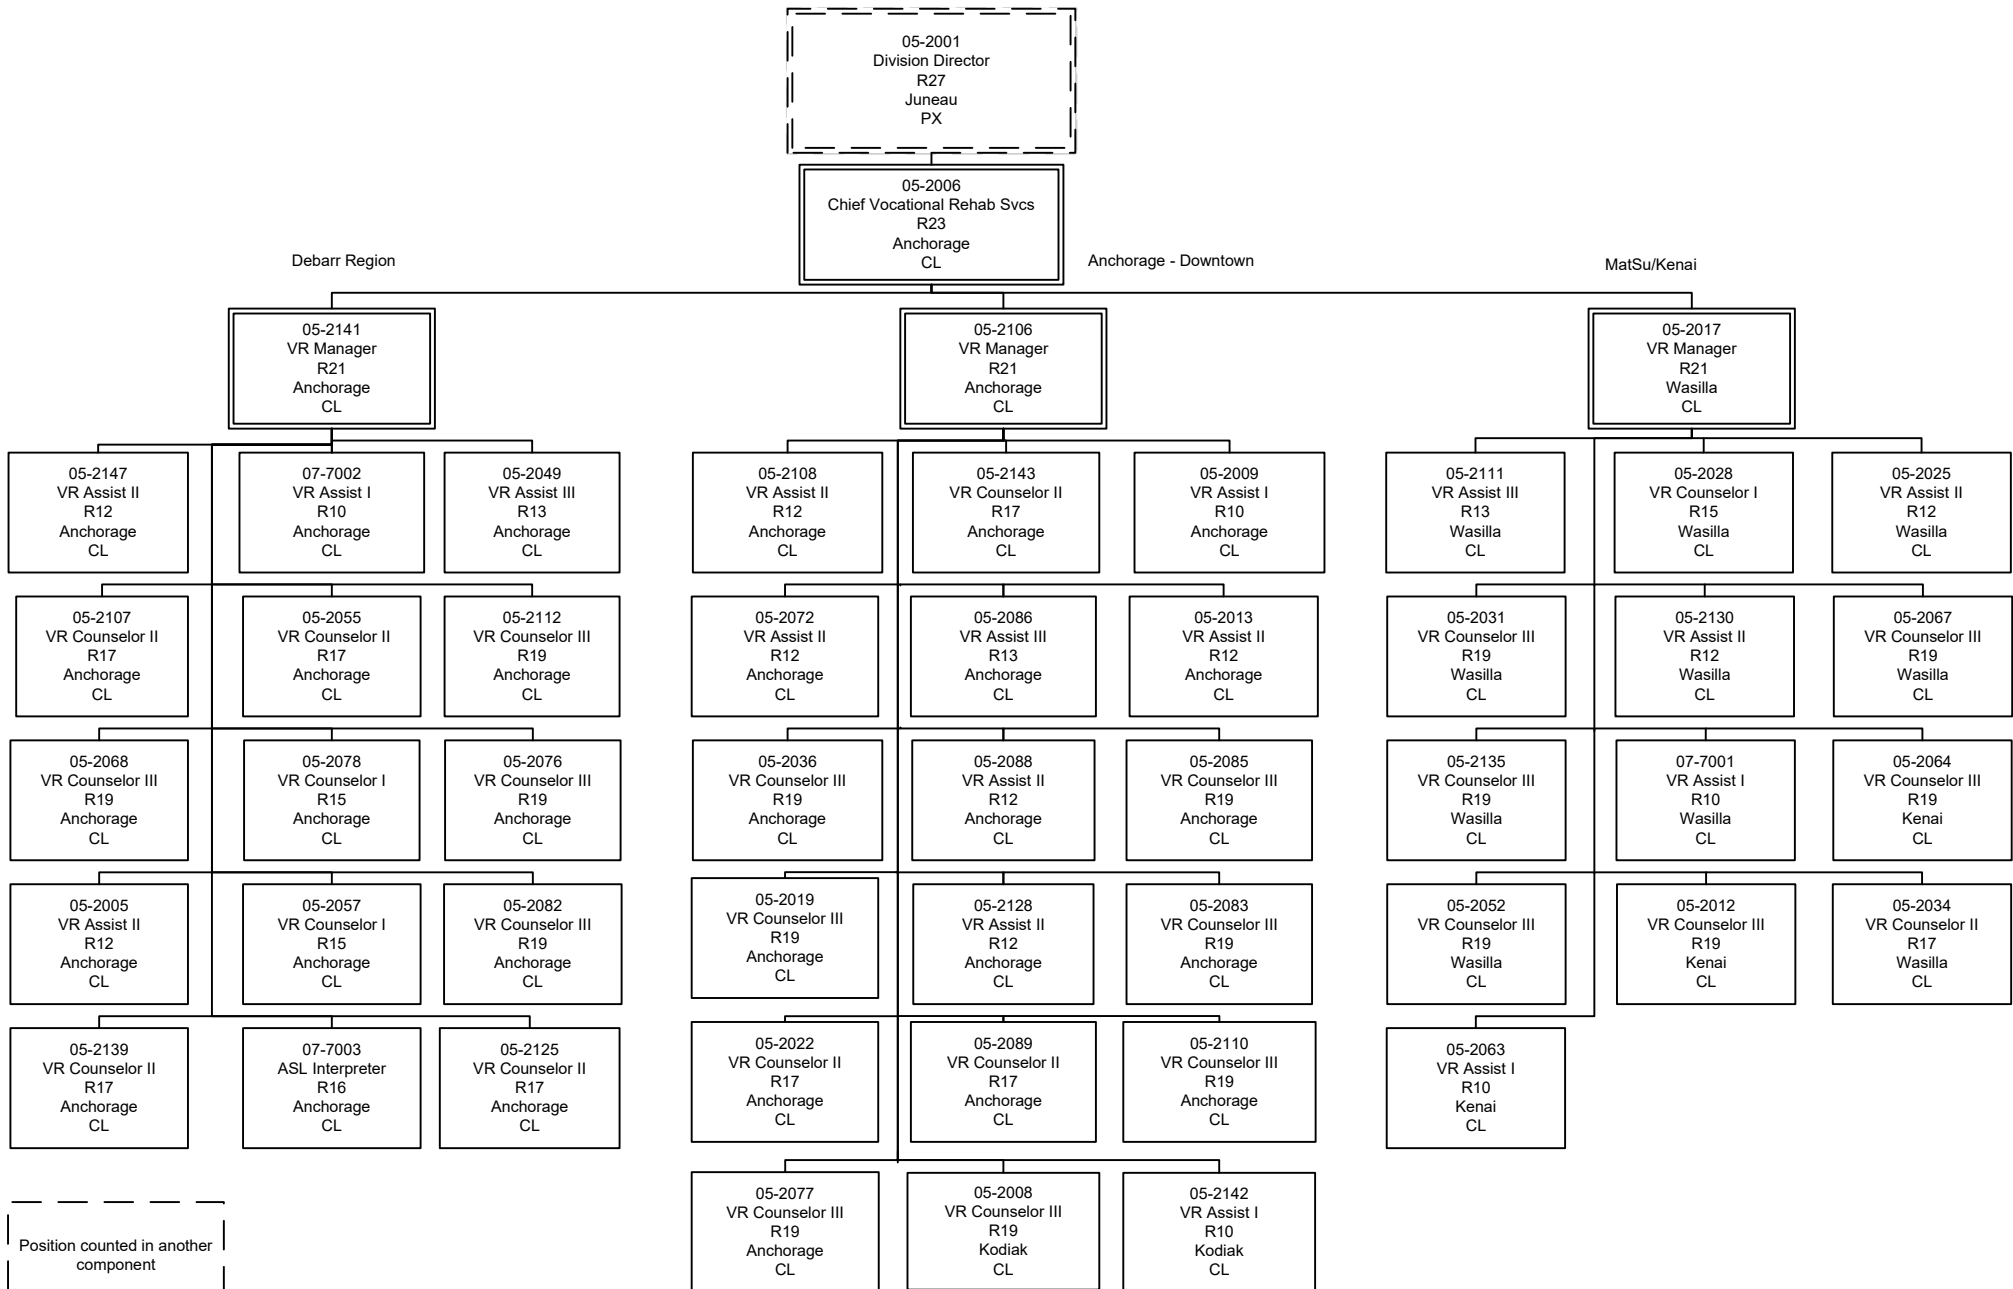 05-2001
Division Director
R27
Juneau
PX
05-2006
Chief Vocational Rehab Svcs
R23
Anchorage
CL
Debarr Region
Anchorage - Downtown
MatSu/Kenai
05-2141
VR Manager
R21
Anchorage
CL
05-2106
VR Manager
R21
Anchorage
CL
05-2017
VR Manager
R21
Wasilla
CL
05-2147
VR Assist II
R12
Anchorage
CL
07-7002
VR Assist I
R10
Anchorage
CL
05-2049
VR Assist III
R13
Anchorage
CL
05-2108
VR Assist II
R12
Anchorage
CL
05-2143
VR Counselor II
R17
Anchorage
CL
05-2009
VR Assist I
R10
Anchorage
CL
05-2111
VR Assist III
R13
Wasilla
CL
05-2028
VR Counselor I
R15
Wasilla
CL
05-2025
VR Assist II
R12
Wasilla
CL
05-2107
VR Counselor II
R17
Anchorage
CL
05-2055
VR Counselor II
R17
Anchorage
CL
05-2112
VR Counselor III
R19
Anchorage
CL
05-2072
VR Assist II
R12
Anchorage
CL
05-2086
VR Assist III
R13
Anchorage
CL
05-2013
VR Assist II
R12
Anchorage
CL
05-2031
VR Counselor III
R19
Wasilla
CL
05-2130
VR Assist II
R12
Wasilla
CL
05-2067
VR Counselor III
R19
Wasilla
CL
05-2068
VR Counselor III
R19
Anchorage
CL
05-2078
VR Counselor I
R15
Anchorage
CL
05-2076
VR Counselor III
R19
Anchorage
CL
05-2036
VR Counselor III
R19
Anchorage
CL
05-2088
VR Assist II
R12
Anchorage
CL
05-2085
VR Counselor III
R19
Anchorage
CL
05-2135
VR Counselor III
R19
Wasilla
CL
07-7001
VR Assist I
R10
Wasilla
CL
05-2064
VR Counselor III
R19
Kenai
CL
05-2005
VR Assist II
R12
Anchorage
CL
05-2057
VR Counselor I
R15
Anchorage
CL
05-2082
VR Counselor III
R19
Anchorage
CL
05-2019
VR Counselor III
R19
Anchorage
CL
05-2128
VR Assist II
R12
Anchorage
CL
05-2083
VR Counselor III
R19
Anchorage
CL
05-2052
VR Counselor III
R19
Wasilla
CL
05-2012
VR Counselor III
R19
Kenai
CL
05-2034
VR Counselor II
R17
Wasilla
CL
05-2139
VR Counselor II
R17
Anchorage
CL
07-7003
ASL Interpreter
R16
Anchorage
CL
05-2125
VR Counselor II
R17
Anchorage
CL
05-2022
VR Counselor II
R17
Anchorage
CL
05-2089
VR Counselor II
R17
Anchorage
CL
05-2110
VR Counselor III
R19
Anchorage
CL
05-2063
VR Assist I
R10
Kenai
CL
05-2077
VR Counselor III
R19
Anchorage
CL
05-2008
VR Counselor III
R19
Kodiak
CL
05-2142
VR Assist I
R10
Kodiak
CL
Position counted in another
component